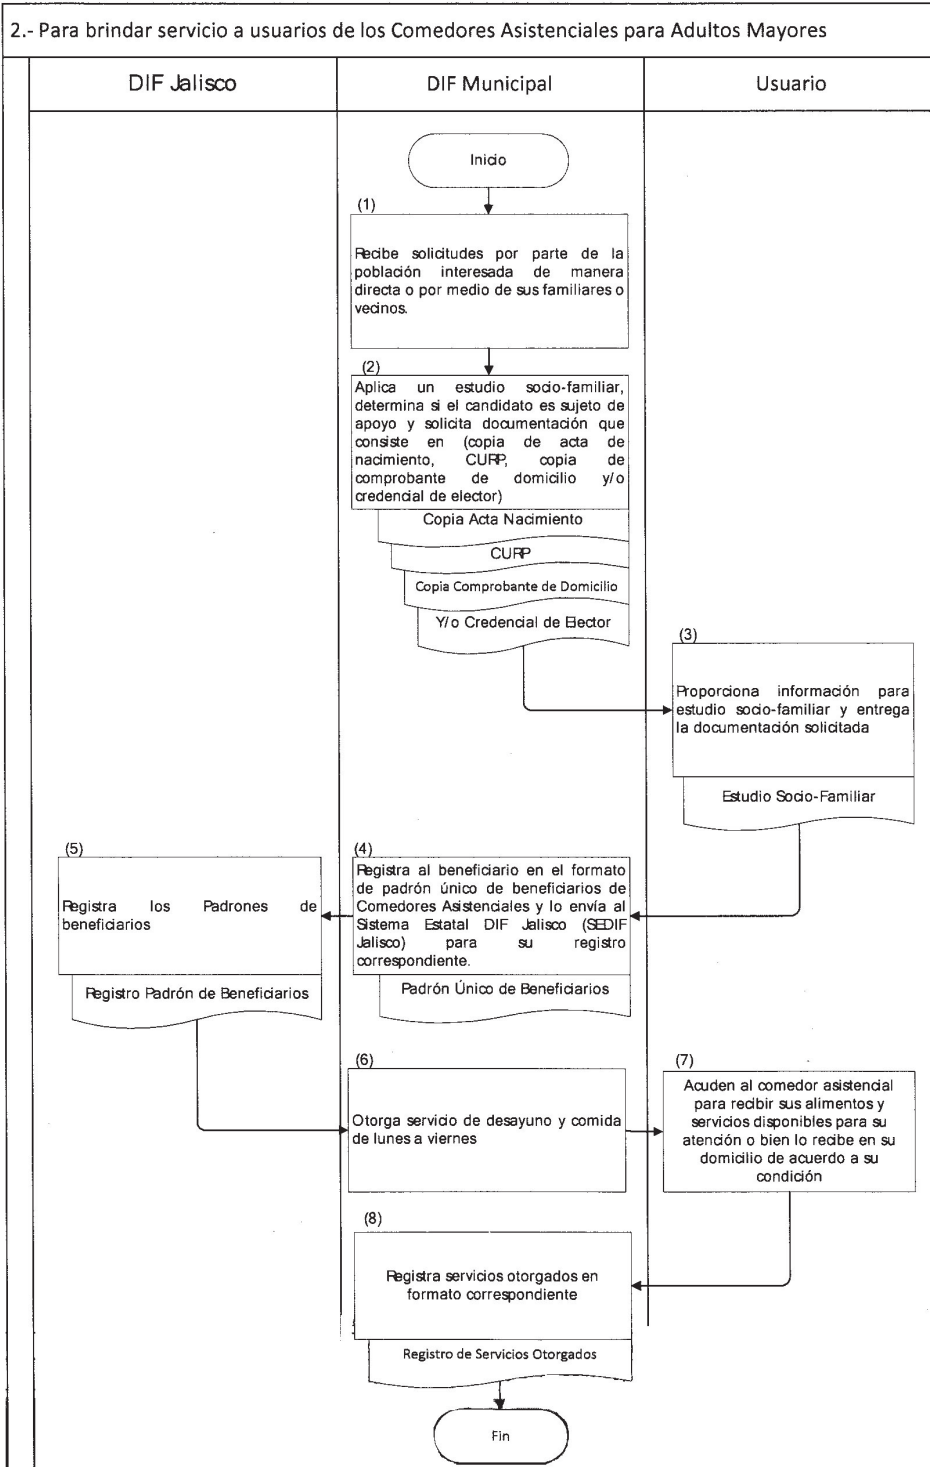 2.- Para brindar servicio a usuarios de los Comedores Asistenciales para Adultos Mayores
DIF Jalisco
DIF Municipal
Usuario
Inicio
(1)
Recibe solicitudes por parte de la
población interesada de manera
directa o por medio de sus familiares o
vecinos.
(2)
Aplica un estudio socio-familiar,
determina si el candidato es sujeto de
apoyo y solicita documentación que
consiste en (copia de acta de
nacimiento, CURP, copia de
comprobante de domicilio y/o
credencial de elector)
Copia Acta Nacimiento
CURP
Copia Comprobante de Domicilio
Y/o Credencial de Elector
(3)
Proporciona información para
estudio socio-familiar y entrega
la documentación solicitada
Estudio Socio-Familiar
(4)
Registra al beneficiario en el formato
de padrón único de beneficiarios de
Comedores Asistenciales y lo envía al
Sistema Estatal DIF Jalisco (SEDIF
Jalisco) para su registro
correspondiente.
Padrón Único de Beneficiarios
(5)
Registra los Padrones de
beneficiarios
Registro Padrón de Beneficiarios
(6)
Otorga servicio de desayuno y comida
de lunes a viernes
(7)
Acuden al comedor asistencial
para recibir sus alimentos y
servicios disponibles para su
atención o bien lo recibe en su
domicilio de acuerdo a su
condición
(8)
Registra servicios otorgados en
formato correspondiente
Registro de Servicios Otorgados
Fin